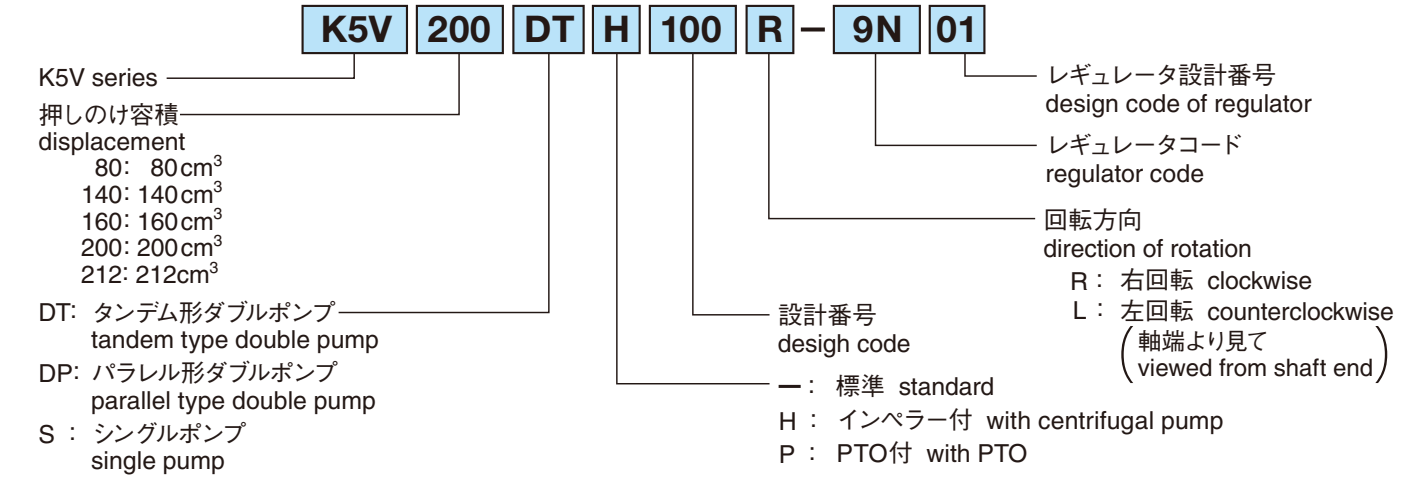 K5V 200 DT H 100 R – 9N 01
K5V series
押しのけ容積
displacement
80: 80cm³
140: 140cm³
160: 160cm³
200: 200cm³
212: 212cm³
DT: タンデム形ダブルポンプ
tandem type double pump
DP: パラレル形ダブルポンプ
parallel type double pump
S : シングルポンプ
single pump
設計番号
desigh code
ー: 標準 standard
H : インペラー付 with centrifugal pump
P : PTO付 with PTO
レギュレータ設計番号
design code of regulator
レギュレータコード
regulator code
回転方向
direction of rotation
R : 右回転 clockwise
L : 左回転 counterclockwise
(軸端より見て
viewed from shaft end)